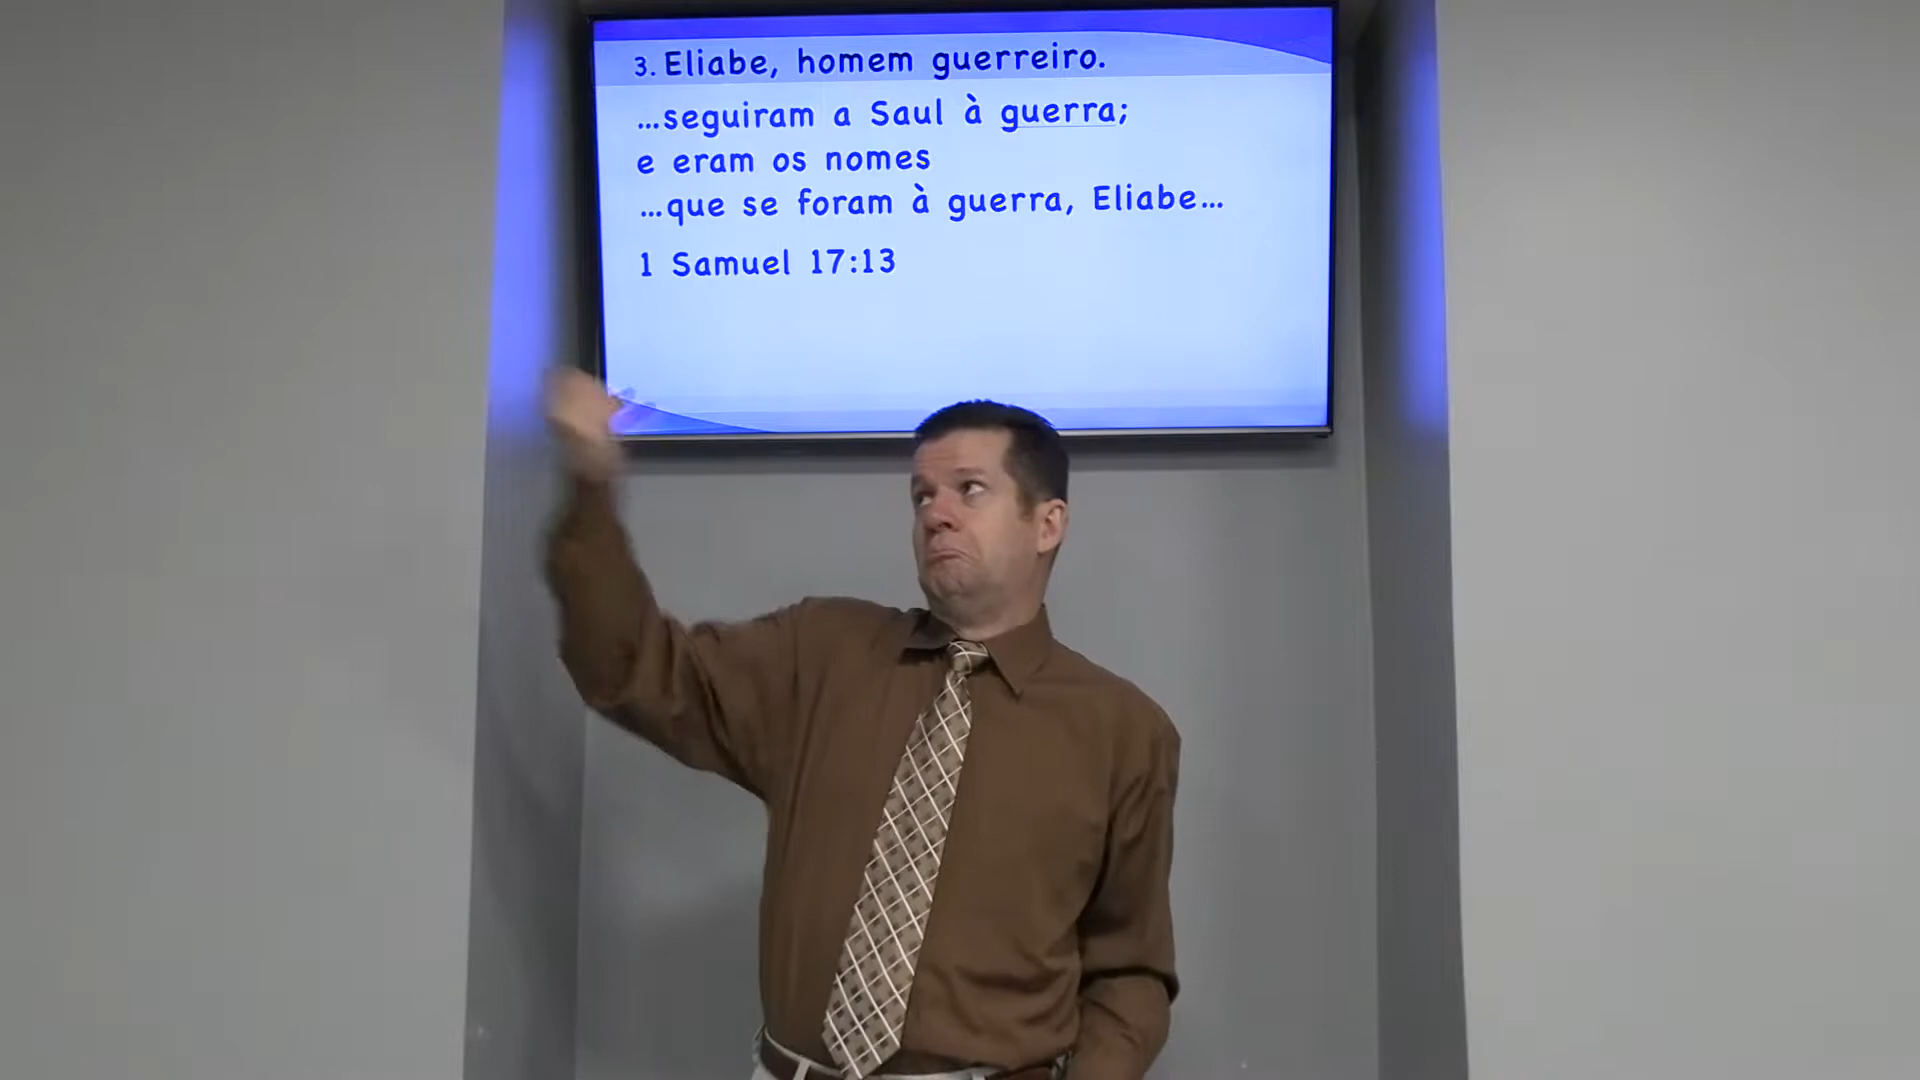 3. Eliabe, homem guerreiro.
...seguiram a Saul à guerra;
e eram os nomes
...que se foram à guerra, Eliabe...
1 Samuel 17:13